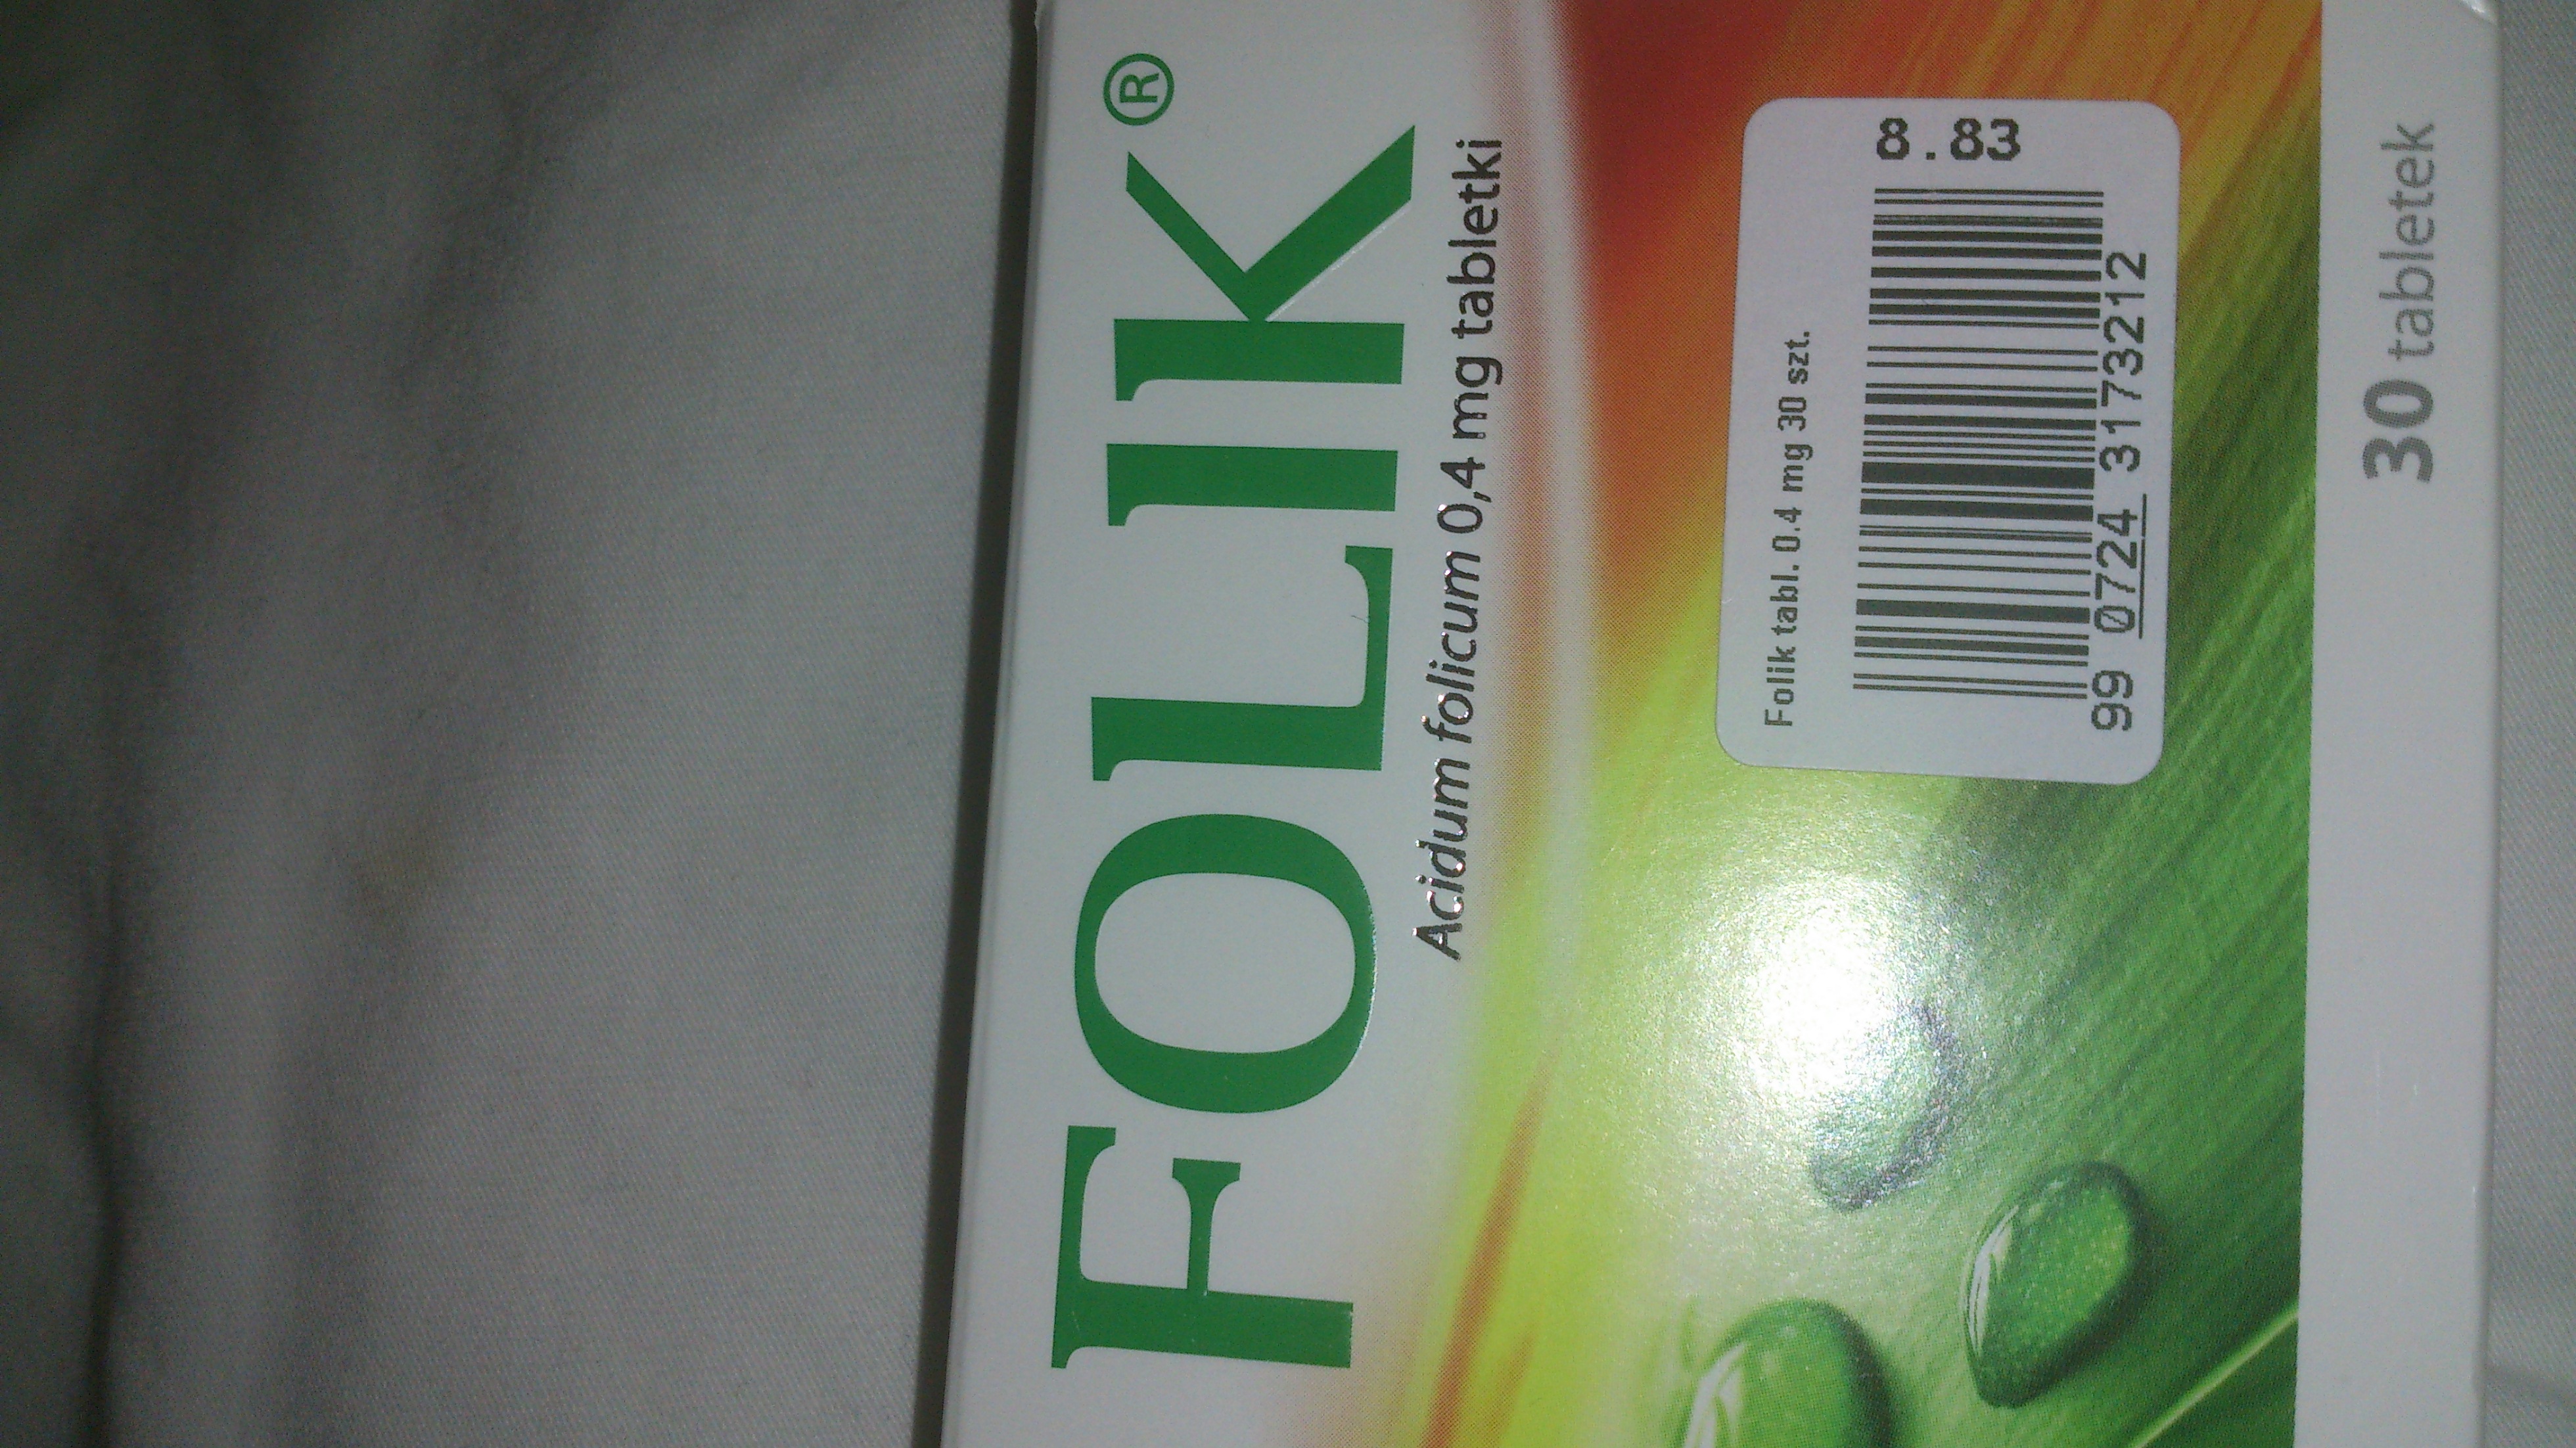 FOLIK®
Acidum folicum 0,4 mg tabletki
Folik tabl. 0.4 mg 30 szt.
8.83
99 0724 3173212
30 tabletek